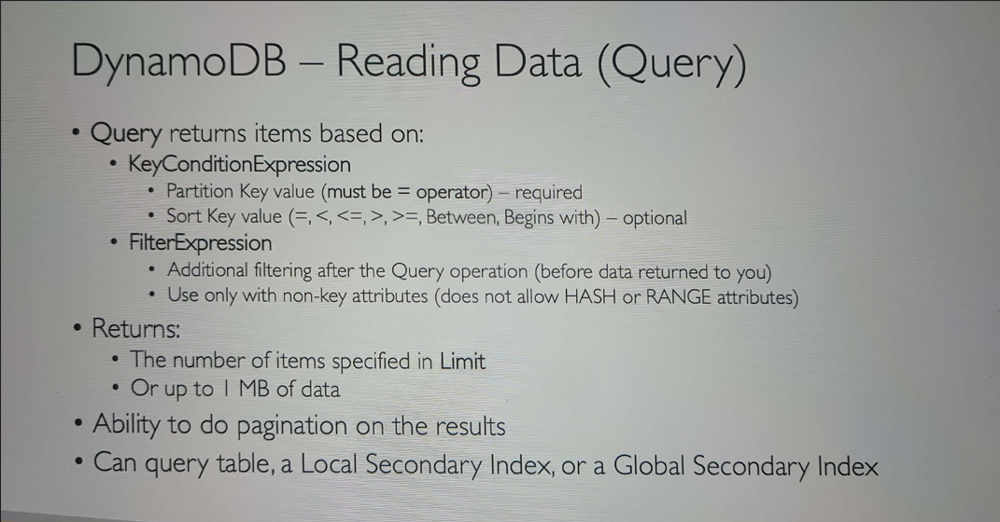 DynamoDB – Reading Data (Query)
• Query returns items based on:
• KeyConditionExpression
• Partition Key value (must be = operator) – required
• Sort Key value (=, <, <=, >, >=, Between, Begins with) – optional
• FilterExpression
• Additional filtering after the Query operation (before data returned to you)
• Use only with non-key attributes (does not allow HASH or RANGE attributes)
• Returns:
• The number of items specified in Limit
• Or up to 1 MB of data
• Ability to do pagination on the results
• Can query table, a Local Secondary Index, or a Global Secondary Index